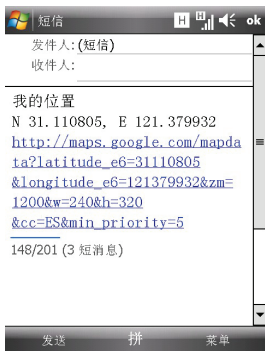 短信 H H ok
发件人:(短信)
收件人:
我的位置
N 31.110805, E 121.379932
http://maps.google.com/mapda
ta?latitude_e6=31110805
&longitude_e6=121379932&zm=
1200&w=240&h=320
&cc=ES&min_priority=5
148/201 (3 短消息)
发送 拼 菜单